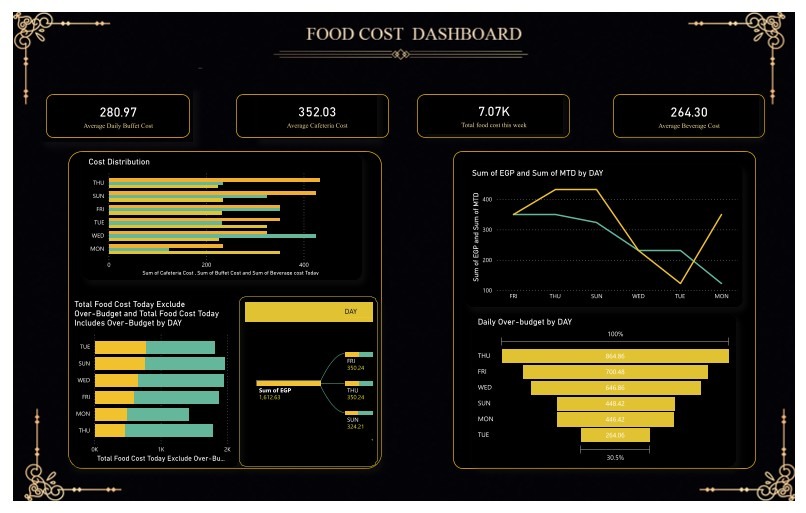 FOOD COST DASHBOARD
280.97
Average Daily Buffet Cost
352.03
Average Cafeteria Cost
7.07K
Total food cost this week
264.30
Average Beverage Cost
Cost Distribution
THU
SUN
FRI
TUE
WED
MON
0
200
400
Sum of Cafeteria Cost , Sum of Buffet Cost and Sum of Beverage cost Today
Total Food Cost Today Exclude
Over-Budget and Total Food Cost Today
Includes Over-Budget by DAY
TUE
SUN
WED
FRI
MON
THU
0K
1K
2K
Total Food Cost Today Exclude Over-Bu...
DAY
Sum of EGP
1,612.63
FRI
350.24
THU
350.24
SUN
324.21
Sum of EGP and Sum of MTD by DAY
Sum of EGP and Sum of MTD
400
300
200
100
FRI
THU
SUN
WED
TUE
MON
Daily Over-budget by DAY
100%
THU
864.86
FRI
700.48
WED
646.86
SUN
448.42
MON
446.42
TUE
30.5%